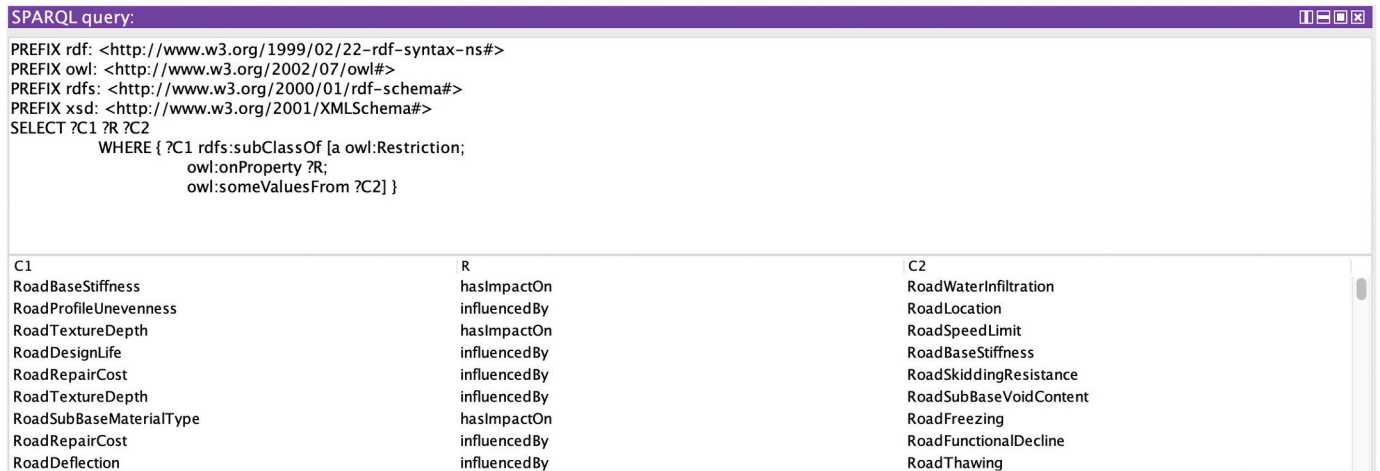 SPARQL query:
PREFIX rdf: <http://www.w3.org/1999/02/22-rdf-syntax-ns#>
PREFIX owl: <http://www.w3.org/2002/07/owl#>
PREFIX rdfs: <http://www.w3.org/2000/01/rdf-schema#>
PREFIX xsd: <http://www.w3.org/2001/XMLSchema#>
SELECT ?C1 ?R ?C2
WHERE { ?C1 rdfs:subClassOf [a owl:Restriction;
owl:onProperty ?R;
owl:someValuesFrom ?C2] }
C1 R C2
RoadBaseStiffness hasImpactOn RoadWaterInfiltration
RoadProfileUnevenness influencedBy RoadLocation
RoadTextureDepth hasImpactOn RoadSpeedLimit
RoadDesignLife influencedBy RoadBaseStiffness
RoadRepairCost influencedBy RoadSkiddingResistance
RoadTextureDepth influencedBy RoadSubBaseVoidContent
RoadSubBaseMaterialType hasImpactOn RoadFreezing
RoadRepairCost influencedBy RoadFunctionalDecline
RoadDeflection influencedBy RoadThawing